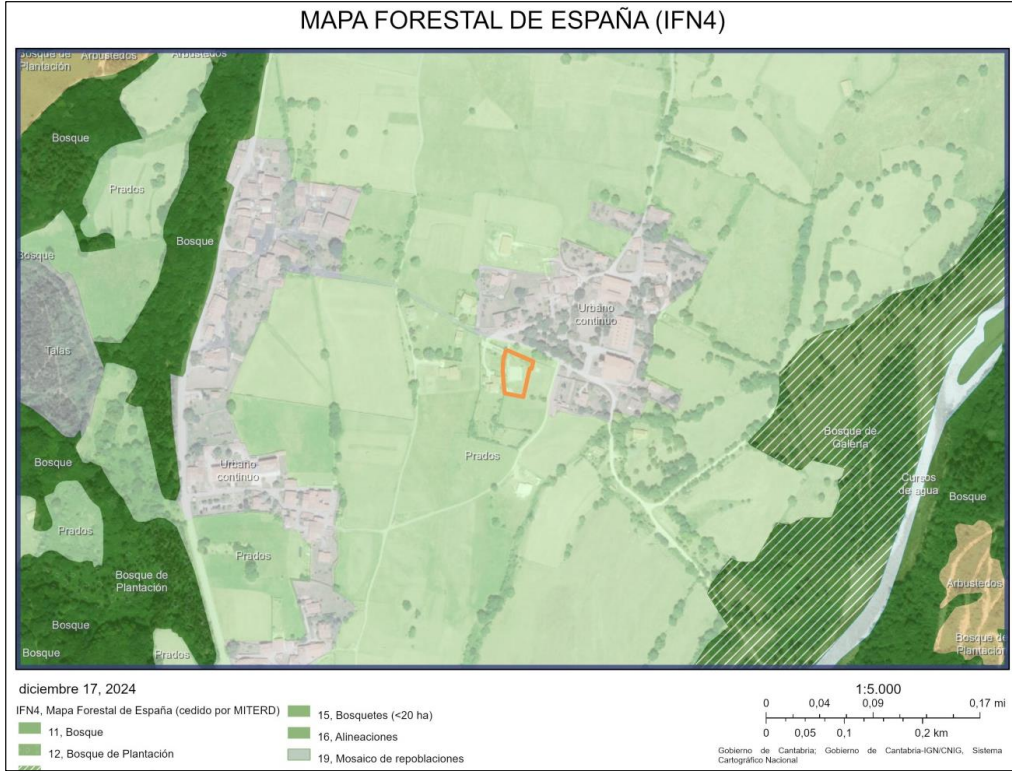 MAPA FORESTAL DE ESPAÑA (IFN4)
Bosque de
Plantación
Arbustedos
Arbustedos
Bosque
Prados
Bosque
Bosque
Urbano
continuo
Talas
Bosque de
Galería
Prados
Bosque
Urbano
continuo
Cursos
de agua
Bosque
Prados
Prados
Bosque de
Plantación
Arbustedos
Bosque
Bosque de
Plantación
Bosque
Prados
diciembre 17, 2024
IFN4, Mapa Forestal de España (cedido por MITERD)
11, Bosque
12, Bosque de Plantación
15, Bosquetes (<20 ha)
16, Alineaciones
19, Mosaico de repoblaciones
1:5.000
0 0,04 0,09 0,17 mi
0 0,05 0,1 0,2 km
Gobierno de Cantabria; Gobierno de Cantabria-IGN/CNIG, Sistema
Cartográfico Nacional